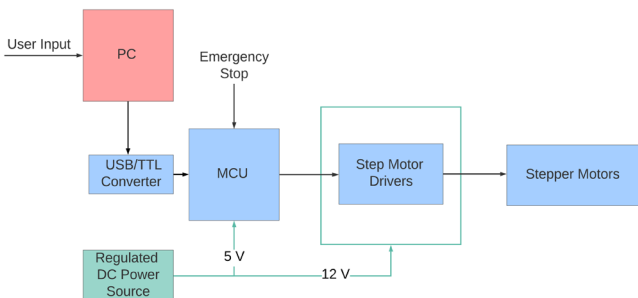 User Input
PC
Emergency
Stop
USB/TTL
Converter
MCU
Step Motor
Drivers
Stepper Motors
Regulated
DC Power
Source
5 V
12 V